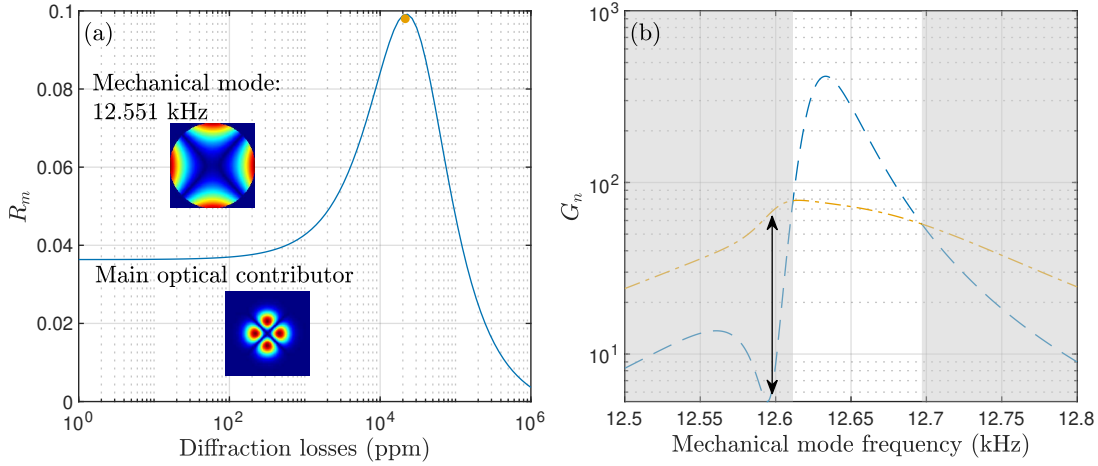 (a)
Mechanical mode:
12.551 kHz
Main optical contributor
0.1
0.08
0.06
0.04
0.02
0
R_m
10^0
10^2
10^4
10^6
Diffraction losses (ppm)
(b)
10^3
10^2
10^1
G_n
12.5
12.55
12.6
12.65
12.7
12.75
12.8
Mechanical mode frequency (kHz)